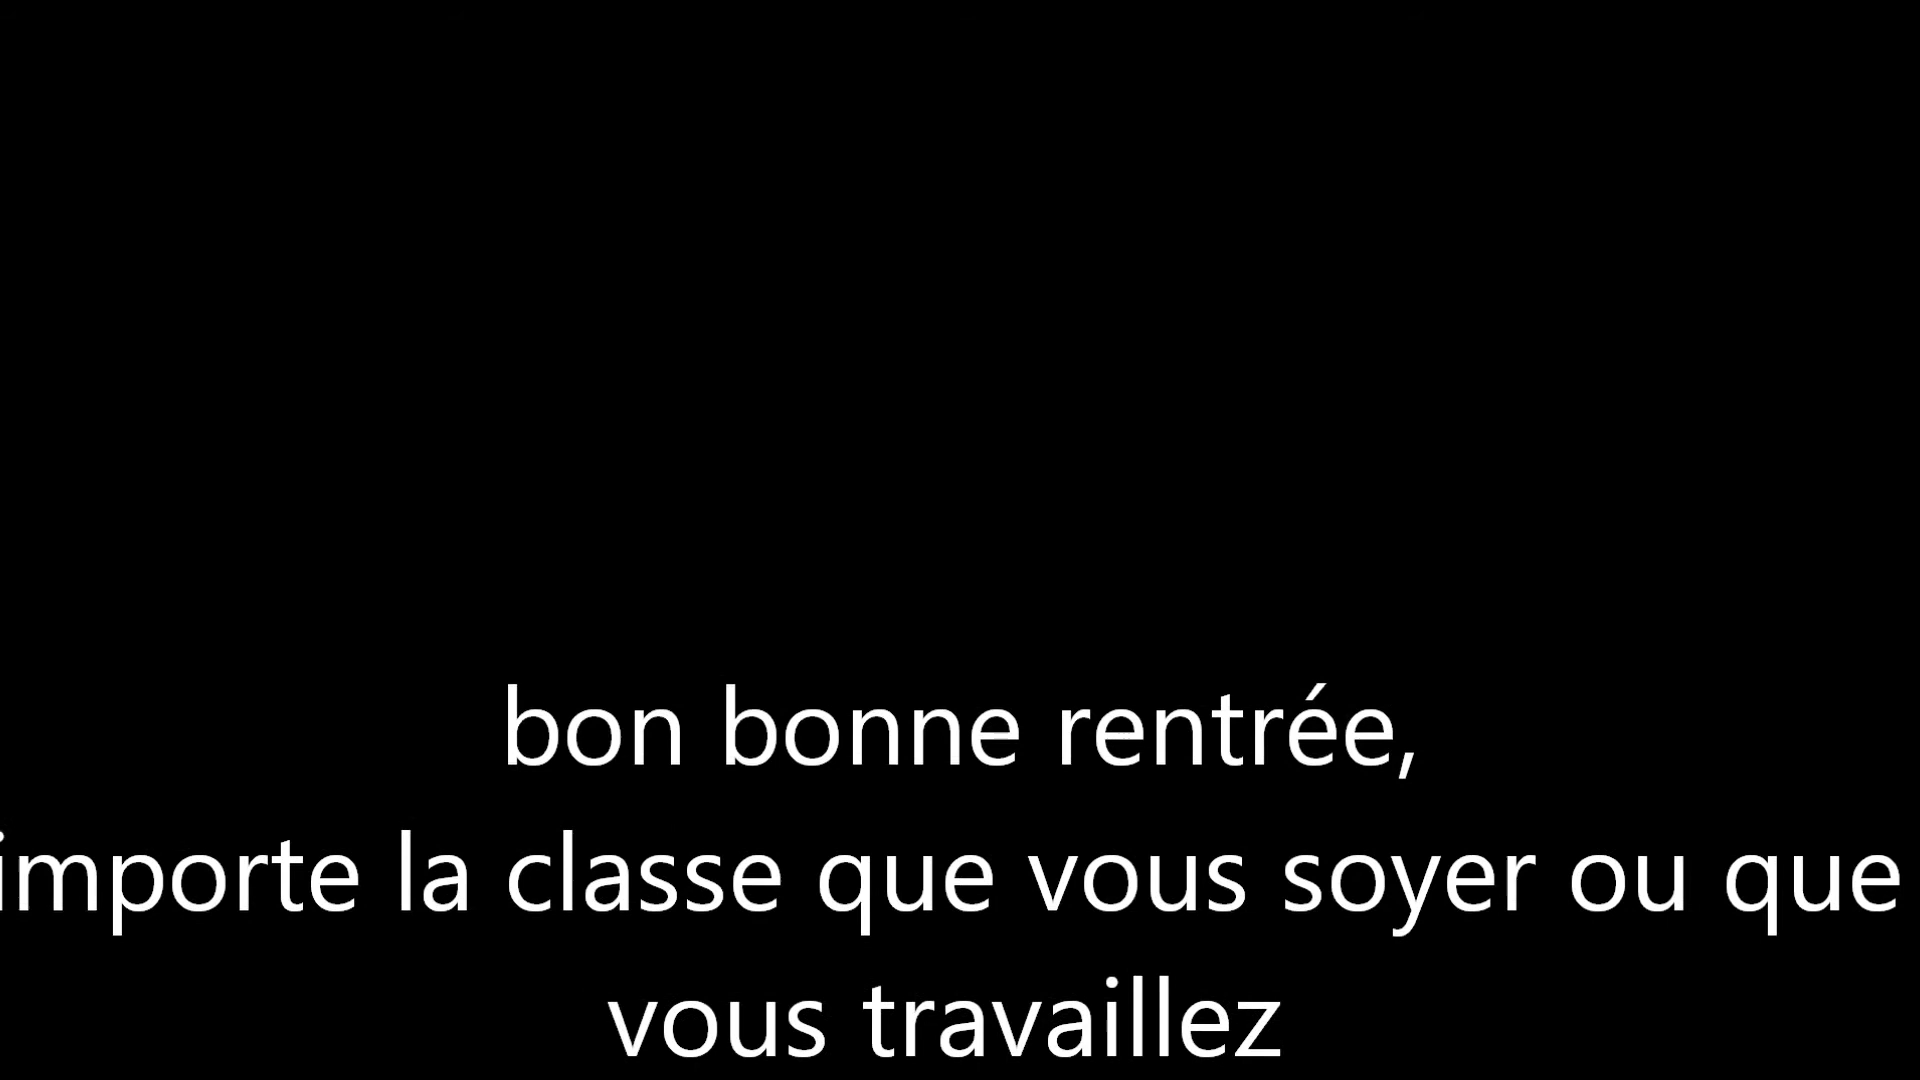 bon bonne rentrée,
importe la classe que vous soyer ou que
vous travaillez